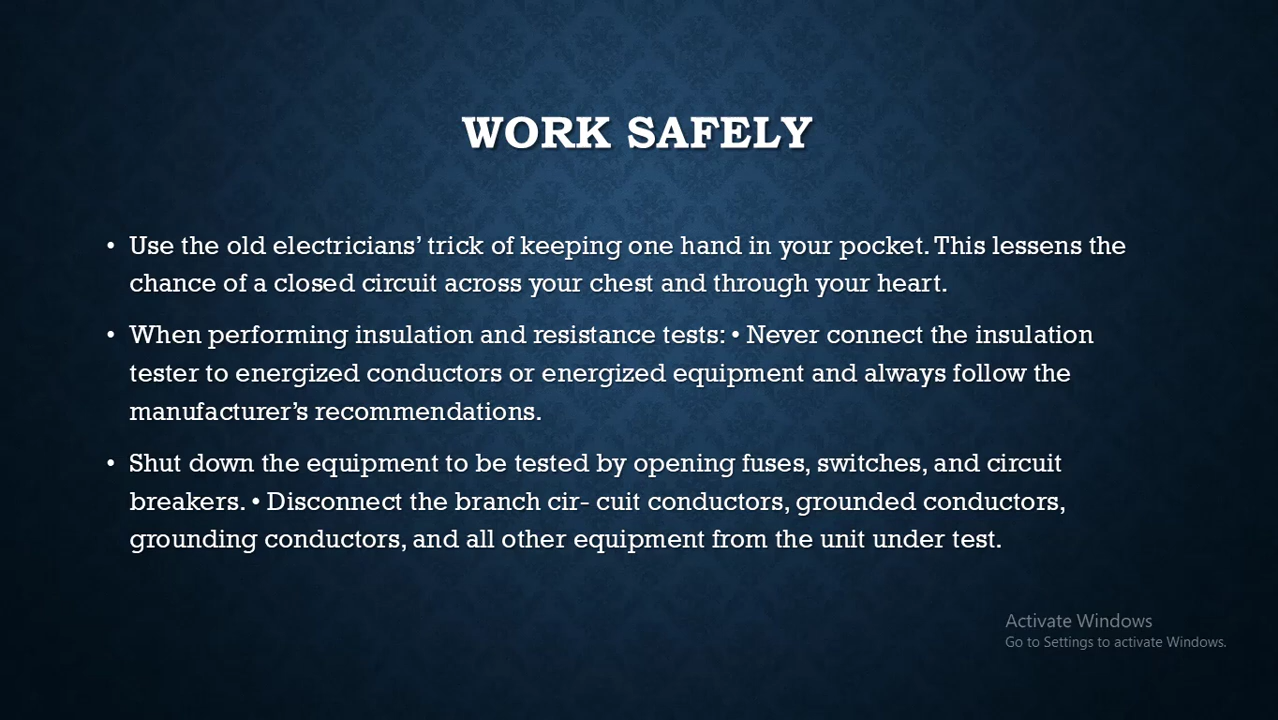 WORK SAFELY
• Use the old electricians’ trick of keeping one hand in your pocket. This lessens the
chance of a closed circuit across your chest and through your heart.
• When performing insulation and resistance tests: • Never connect the insulation
tester to energized conductors or energized equipment and always follow the
manufacturer’s recommendations.
• Shut down the equipment to be tested by opening fuses, switches, and circuit
breakers. • Disconnect the branch cir- cuit conductors, grounded conductors,
grounding conductors, and all other equipment from the unit under test.
Activate Windows
Go to Settings to activate Windows.